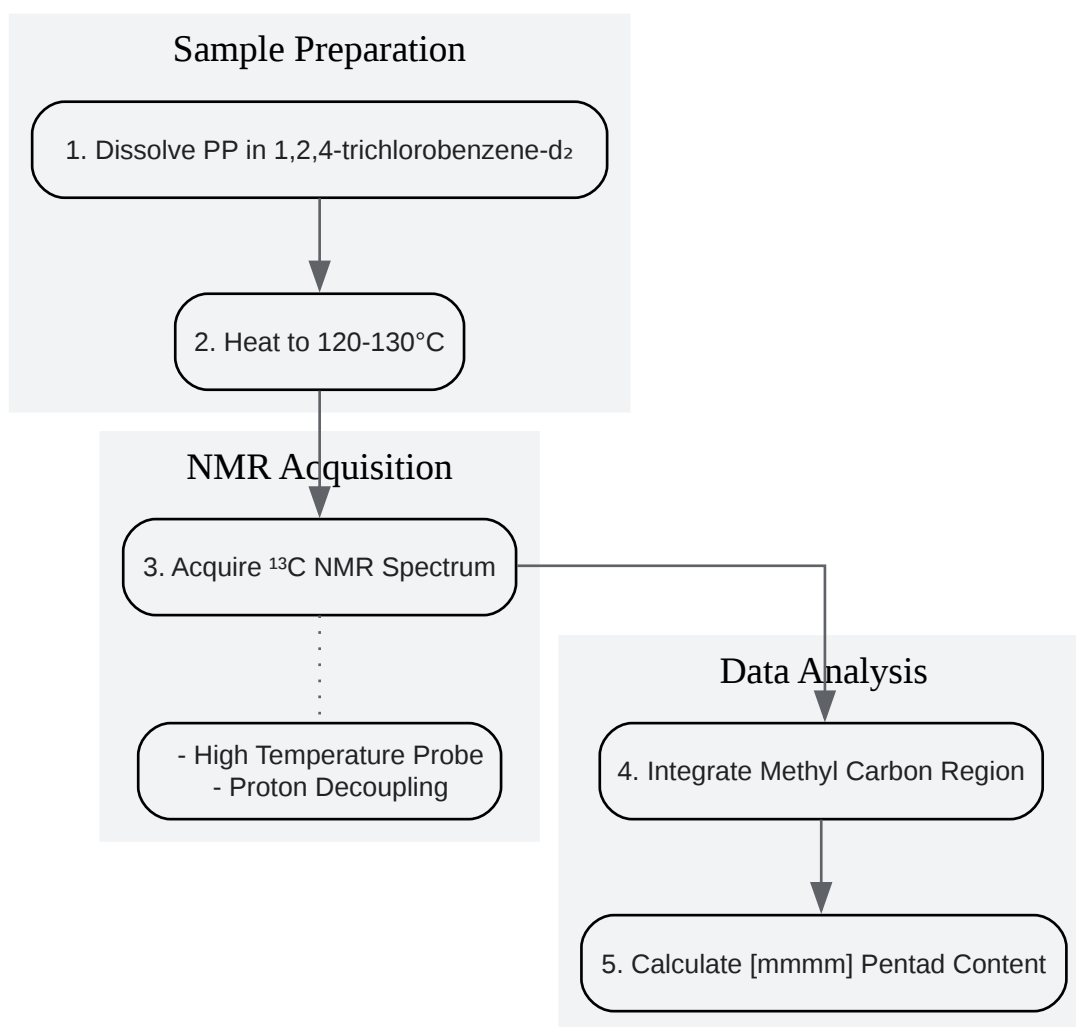 Sample Preparation
1. Dissolve PP in 1,2,4-trichlorobenzene-d₂
2. Heat to 120-130°C
NMR Acquisition
3. Acquire ¹³C NMR Spectrum
- High Temperature Probe
- Proton Decoupling
Data Analysis
4. Integrate Methyl Carbon Region
5. Calculate [mmmm] Pentad Content